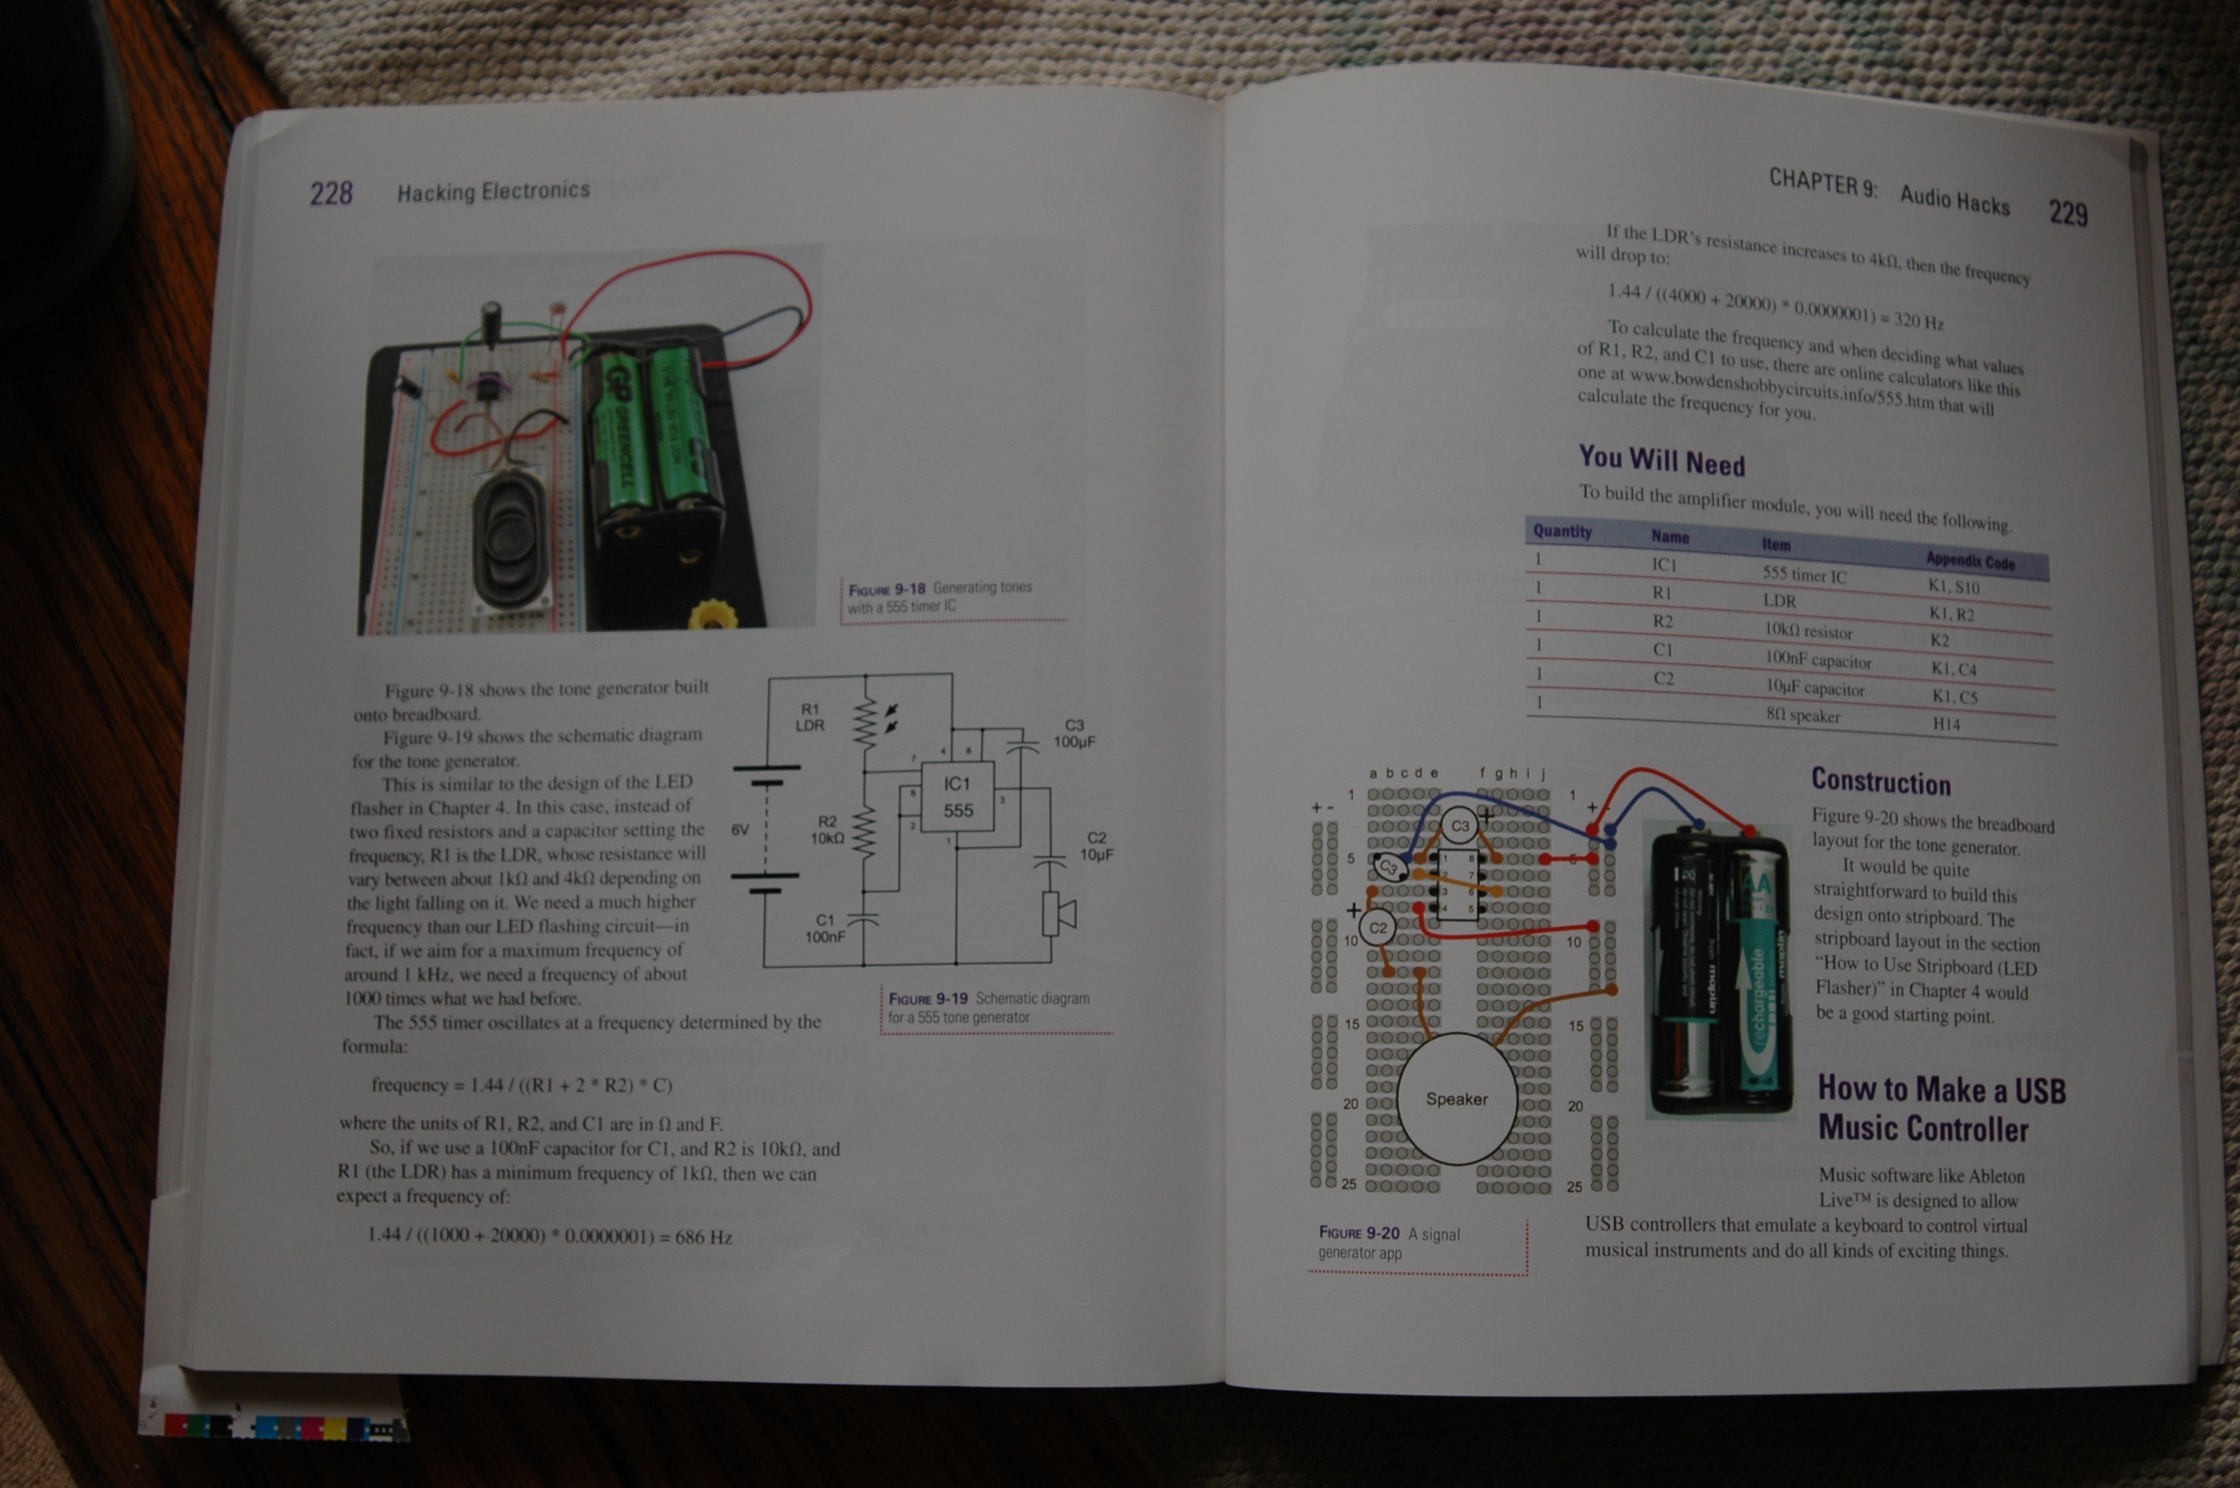 228 Hacking Electronics
FIGURE 9-18 Generating tones
with a 555 timer IC
GP
GREENCELL
Figure 9-18 shows the tone generator built
onto breadboard.
Figure 9-19 shows the schematic diagram
for the tone generator.
This is similar to the design of the LED
flasher in Chapter 4. In this case, instead of
two fixed resistors and a capacitor setting the
frequency, R1 is the LDR, whose resistance will
vary between about 1kΩ and 4kΩ depending on
the light falling on it. We need a much higher
frequency than our LED flashing circuit—in
fact, if we aim for a maximum frequency of
around 1 kHz, we need a frequency of about
1000 times what we had before.
R1
LDR
R2
10kΩ
C1
100nF
6V
7
6
2
4
8
IC1
555
3
1
C3
100µF
C2
10µF
FIGURE 9-19 Schematic diagram
for a 555 tone generator
The 555 timer oscillates at a frequency determined by the
formula:
frequency = 1.44 / ((R1 + 2 * R2) * C)
where the units of R1, R2, and C1 are in Ω and F.
So, if we use a 100nF capacitor for C1, and R2 is 10kΩ, and
R1 (the LDR) has a minimum frequency of 1kΩ, then we can
expect a frequency of:
1.44 / ((1000 + 20000) * 0.0000001) = 686 Hz
CHAPTER 9: Audio Hacks 229
If the LDR's resistance increases to 4kΩ, then the frequency
will drop to:
1.44 / ((4000 + 20000) * 0.0000001) = 320 Hz
To calculate the frequency and when deciding what values
of R1, R2, and C1 to use, there are online calculators like this
one at www.bowdenshobbycircuits.info/555.htm that will
calculate the frequency for you.
You Will Need
To build the amplifier module, you will need the following.
Quantity Name Item Appendix Code
1 IC1 555 timer IC K1, S10
1 R1 LDR K1, R2
1 R2 10kΩ resistor K2
1 C1 100nF capacitor K1, C4
1 C2 10µF capacitor K1, C5
1 8Ω speaker H14
a b c d e f g h i j
+ - 1 1 + -
5
10 10
15 15
20 20
25 25
C3
C3
C2
+
+
1 8
2 7
3 6
4 5
Speaker
from maplin
rechargeable
from maplin
FIGURE 9-20 A signal
generator app
Construction
Figure 9-20 shows the breadboard
layout for the tone generator.
It would be quite
straightforward to build this
design onto stripboard. The
stripboard layout in the section
“How to Use Stripboard (LED
Flasher)” in Chapter 4 would
be a good starting point.
How to Make a USB
Music Controller
Music software like Ableton
Live™ is designed to allow
USB controllers that emulate a keyboard to control virtual
musical instruments and do all kinds of exciting things.